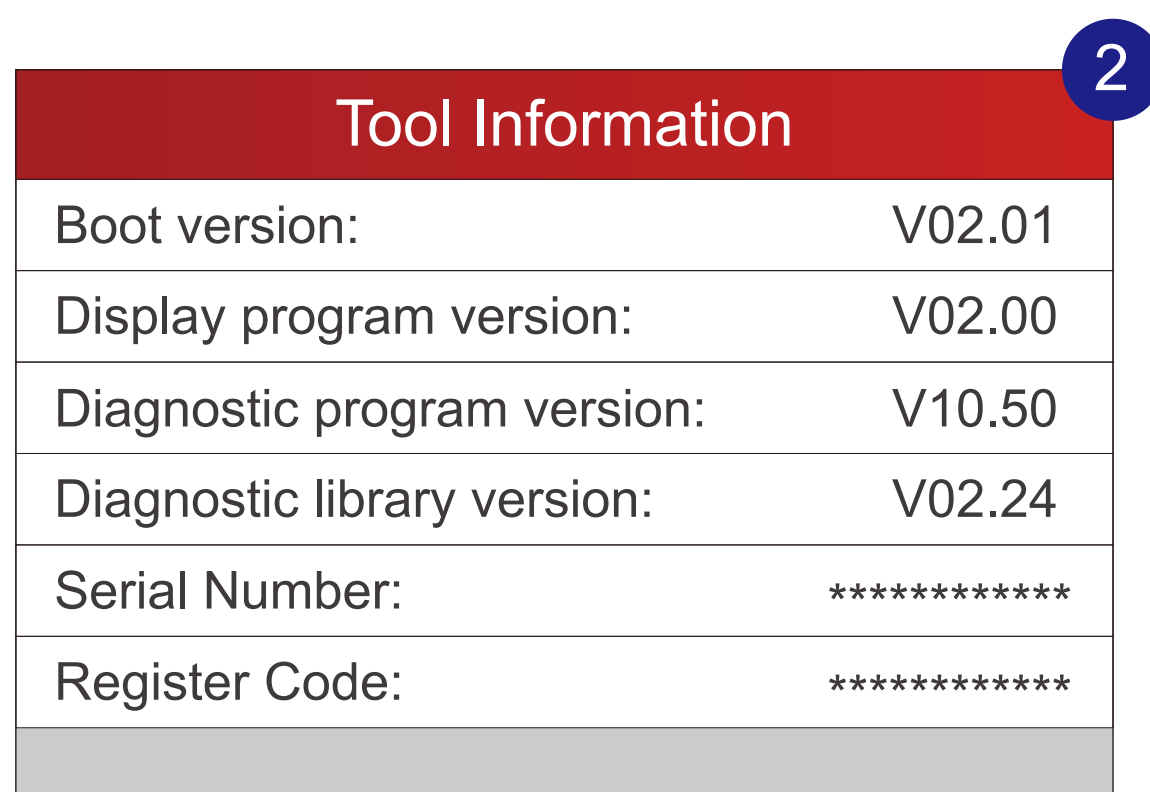 2
Tool Information
Boot version: V02.01
Display program version: V02.00
Diagnostic program version: V10.50
Diagnostic library version: V02.24
Serial Number: ************
Register Code: ************